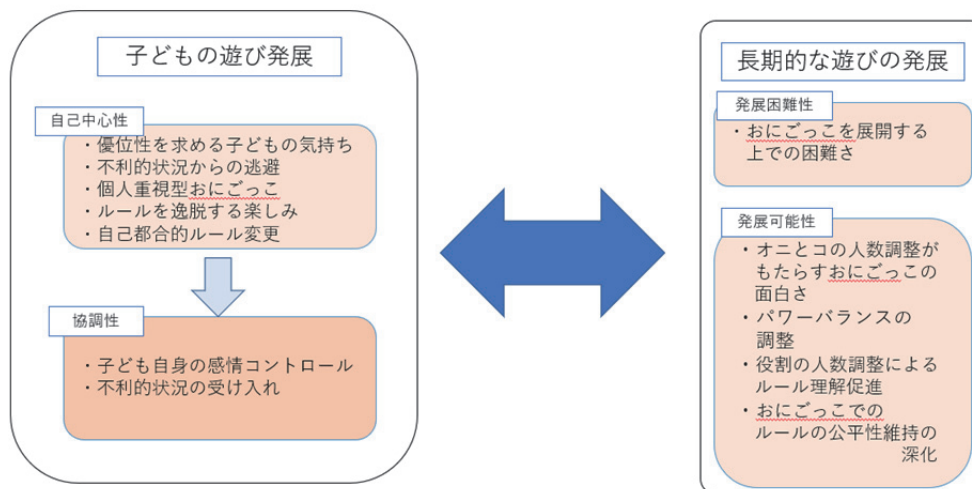 子どもの遊び発展
自己中心性
・優位性を求める子どもの気持ち
・不利的状況からの逃避
・個人重視型おにごっこ
・ルールを逸脱する楽しみ
・自己都合的ルール変更
協調性
・子ども自身の感情コントロール
・不利的状況の受け入れ
長期的な遊びの発展
発展困難性
・おにごっこを展開する
上での困難さ
発展可能性
・オニとコの人数調整が
もたらすおにごっこの
面白さ
・パワーバランスの
調整
・役割の人数調整による
ルール理解促進
・おにごっこでの
ルールの公平性維持の
深化